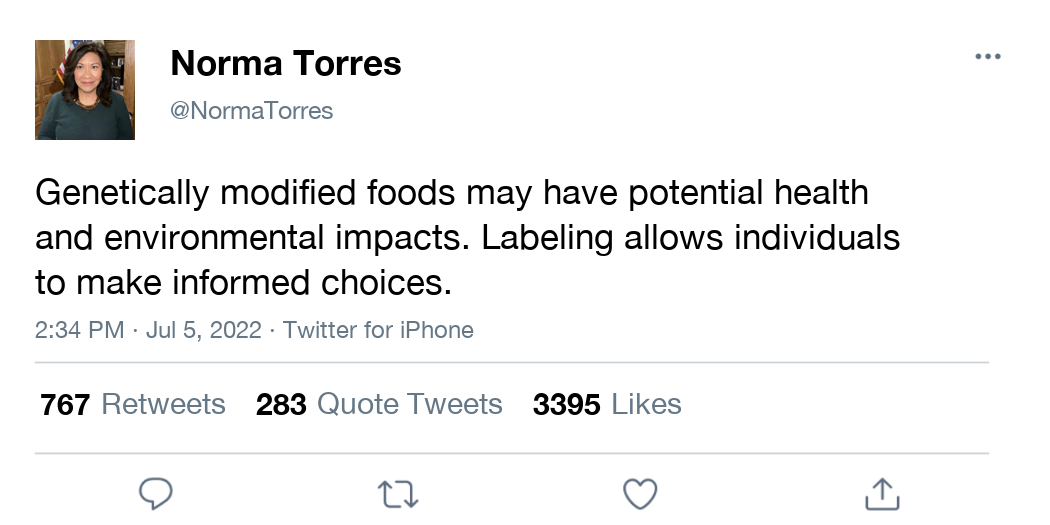 Norma Torres
@NormaTorres
Genetically modified foods may have potential health
and environmental impacts. Labeling allows individuals
to make informed choices.
2:34 PM · Jul 5, 2022 · Twitter for iPhone
767 Retweets 283 Quote Tweets 3395 Likes